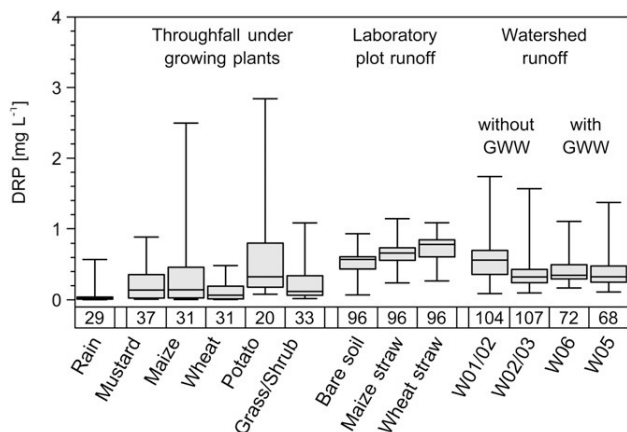 Throughfall under
growing plants
Laboratory
plot runoff
Watershed
runoff
without
GWW
with
GWW
DRP [mg L⁻¹]
4
3
2
1
0
29 37 31 31 20 33 96 96 96 104 107 72 68
Rain
Mustard
Maize
Wheat
Potato
Grass/Shrub
Bare soil
Maize straw
Wheat straw
W01/02
W02/03
W06
W05